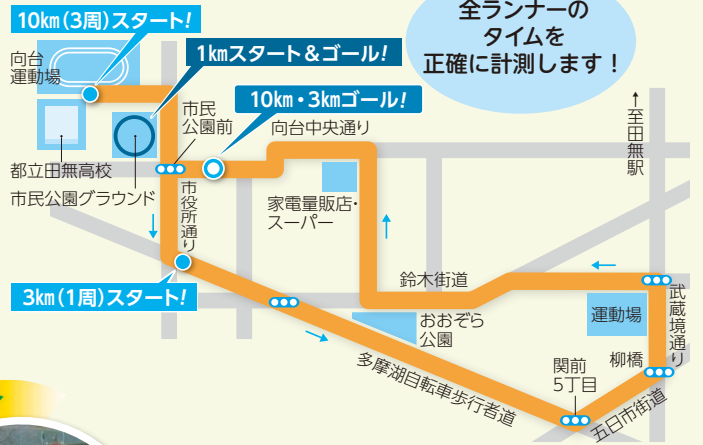 全ランナーの
タイムを
正確に計測します！
10km（3周）スタート！
向台
運動場
1kmスタート＆ゴール！
10km・3kmゴール！
市民
公園前
向台中央通り
↑至田無駅
都立田無高校
市民公園グラウンド
市役所通り
家電量販店・
スーパー
3km（1周）スタート！
鈴木街道
おおぞら
公園
運動場
武蔵境通り
多摩湖自転車歩行者道
関前
5丁目
柳橋
五日市街道